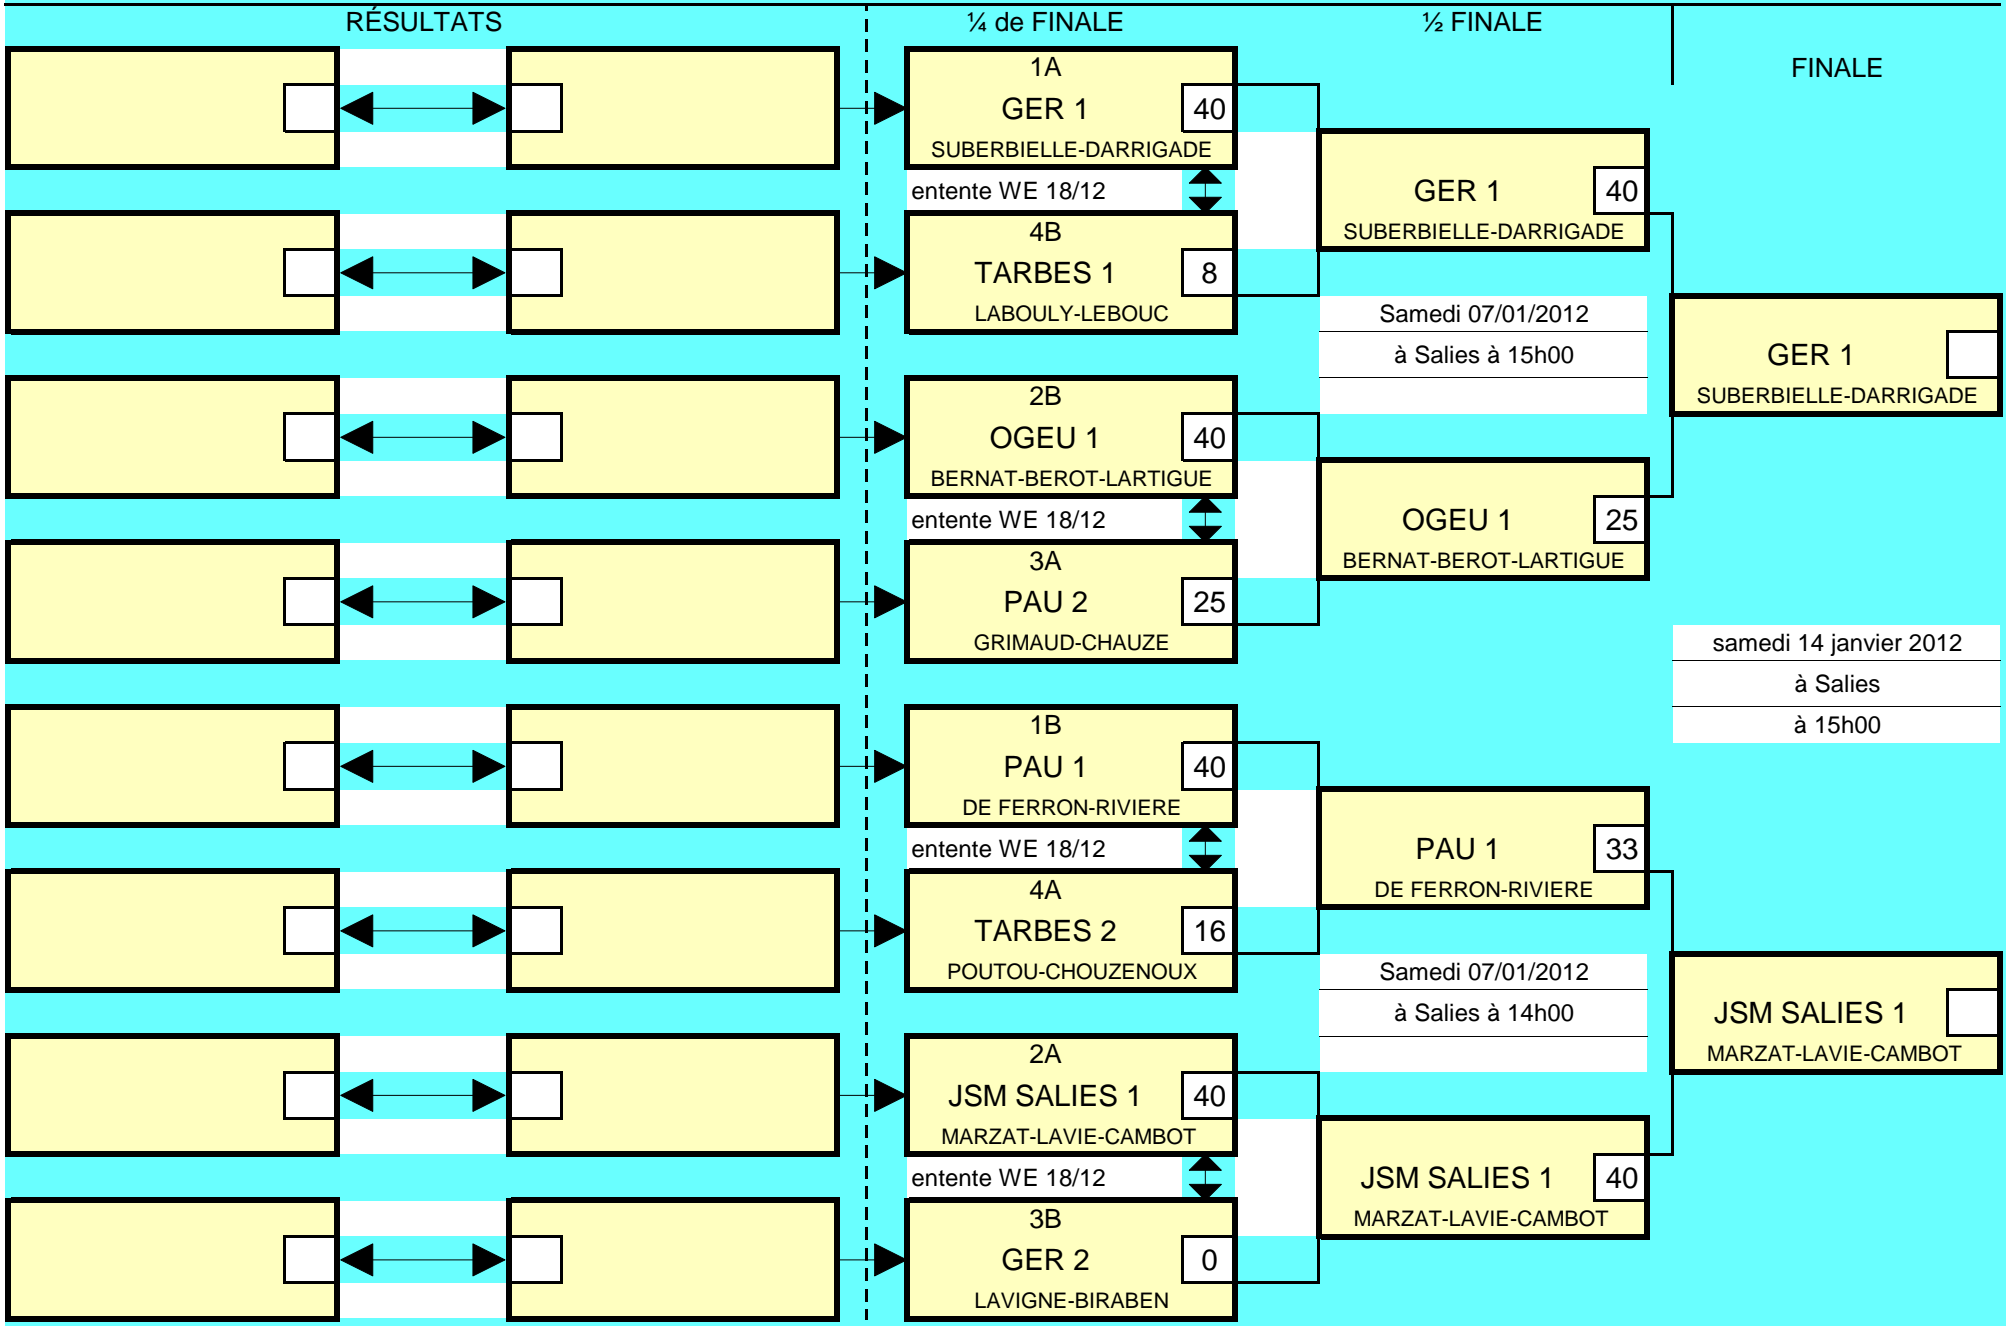 RÉSULTATS
¼ de FINALE
½ FINALE
FINALE
1A
GER 1
40
SUBERBIELLE-DARRIGADE
entente WE 18/12
4B
TARBES 1
8
LABOULY-LEBOUC
2B
OGEU 1
40
BERNAT-BEROT-LARTIGUE
entente WE 18/12
3A
PAU 2
25
GRIMAUD-CHAUZE
1B
PAU 1
40
DE FERRON-RIVIERE
entente WE 18/12
4A
TARBES 2
16
POUTOU-CHOUZENOUX
2A
JSM SALIES 1
40
MARZAT-LAVIE-CAMBOT
entente WE 18/12
3B
GER 2
0
LAVIGNE-BIRABEN
GER 1
40
SUBERBIELLE-DARRIGADE
Samedi 07/01/2012
à Salies à 15h00
OGEU 1
25
BERNAT-BEROT-LARTIGUE
PAU 1
33
DE FERRON-RIVIERE
Samedi 07/01/2012
à Salies à 14h00
JSM SALIES 1
40
MARZAT-LAVIE-CAMBOT
GER 1
SUBERBIELLE-DARRIGADE
samedi 14 janvier 2012
à Salies
à 15h00
JSM SALIES 1
MARZAT-LAVIE-CAMBOT